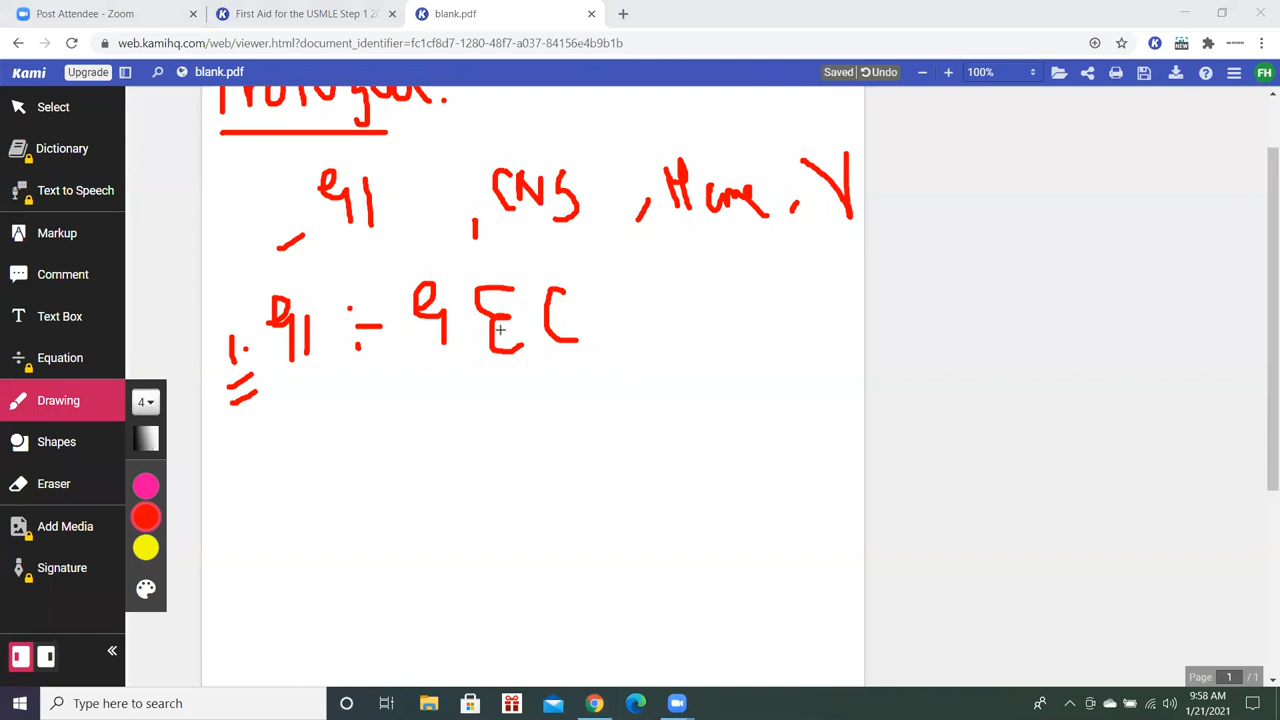 Post Attendee - Zoom × First Aid for the USMLE Step 1 20 × blank.pdf × +
web.kamihq.com/web/viewer.html?document_identifier=fc1cf8d7-1280-48f7-a037-84156e4b9b1b
Kami Upgrade blank.pdf Saved Undo 100% FH
Select
Dictionary
Text to Speech
Markup
Comment
Text Box
Equation
Drawing
Shapes
Eraser
Add Media
Signature
4
, GI , CNS , Heme , V
1. GI :- G E C
Page 1 / 1
Type here to search
9:58 AM
1/21/2021